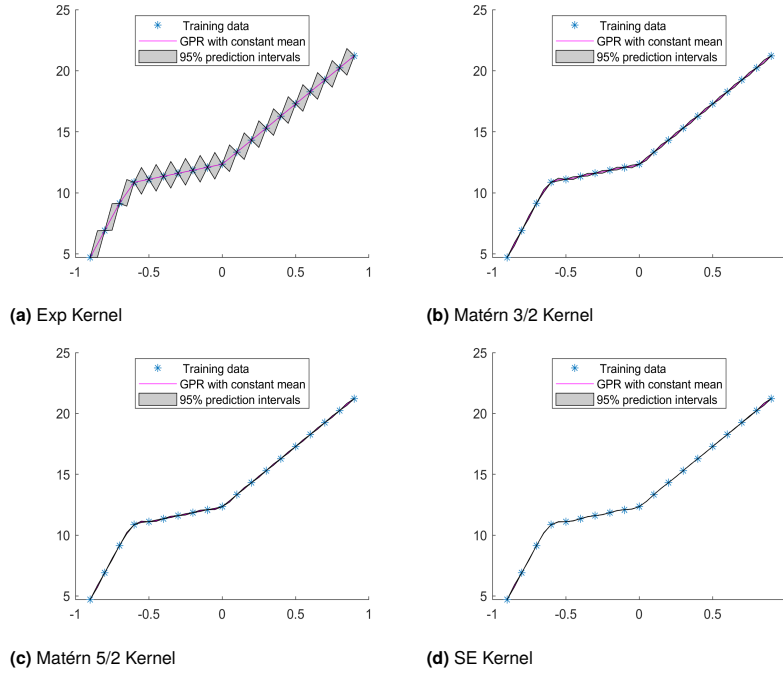 25
20
15
10
5
-1
-0.5
0
0.5
1
Training data
GPR with constant mean
95% prediction intervals
(a) Exp Kernel
25
20
15
10
5
-1
-0.5
0
0.5
Training data
GPR with constant mean
95% prediction intervals
(b) Matérn 3/2 Kernel
25
20
15
10
5
-1
-0.5
0
0.5
1
Training data
GPR with constant mean
95% prediction intervals
(c) Matérn 5/2 Kernel
25
20
15
10
5
-1
-0.5
0
0.5
Training data
GPR with constant mean
95% prediction intervals
(d) SE Kernel